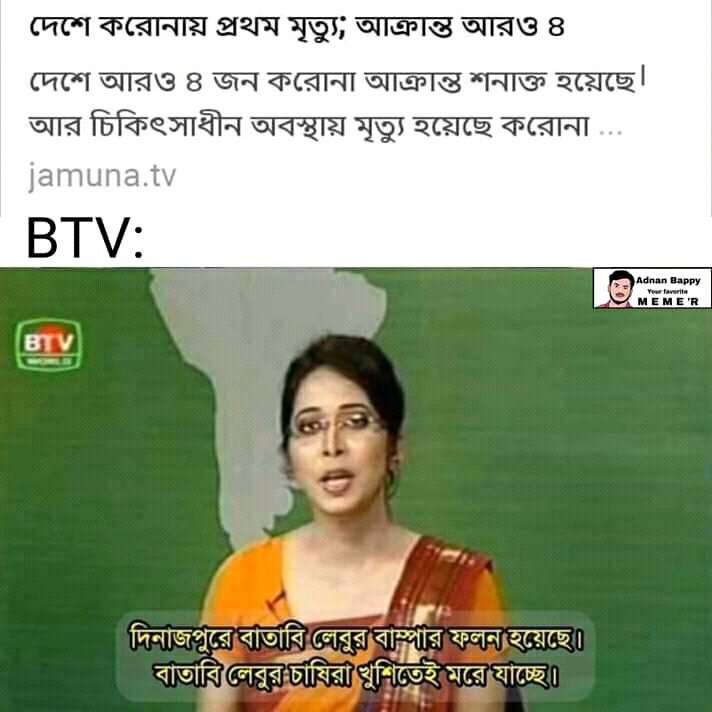 দেশে করোনায় প্রথম মৃত্যু; আক্রান্ত আরও ৪
দেশে আরও ৪ জন করোনা আক্রান্ত শনাক্ত হয়েছে।
আর চিকিৎসাধীন অবস্থায় মৃত্যু হয়েছে করোনা ...
jamuna.tv
BTV:
Adnan Bappy
Your favorite
MEME'R
BTV
WORLD
দিনাজপুরে বাতাবি লেবুর বাম্পার ফলন হয়েছে।
বাতাবি লেবুর চাষিরা খুশিতেই মরে যাচ্ছে।